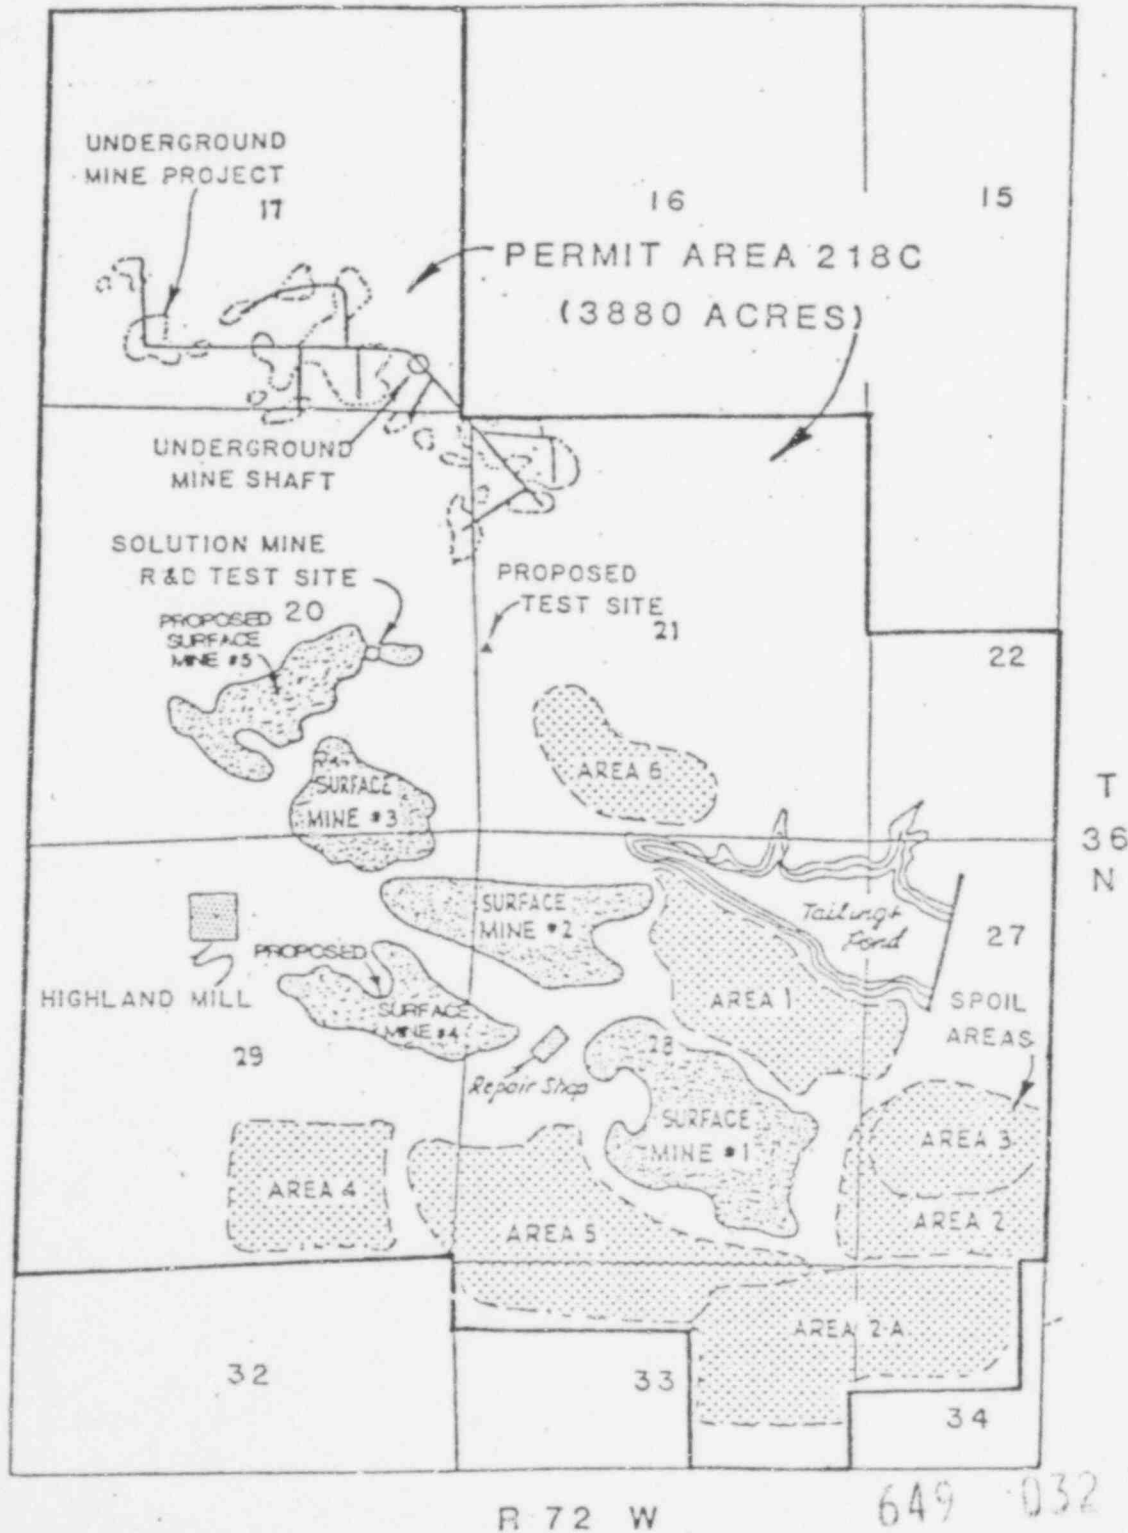 UNDERGROUND
MINE PROJECT
17
16
15
PERMIT AREA 218C
(3880 ACRES)
UNDERGROUND
MINE SHAFT
SOLUTION MINE
R&D TEST SITE
20
PROPOSED
SURFACE
MINE #5
PROPOSED
TEST SITE
21
22
AREA 6
SURFACE
MINE #3
T
36
N
SURFACE
MINE #2
Tailings
Pond
27
PROPOSED
HIGHLAND MILL
SURFACE
MINE #4
AREA 1
SPOIL
AREAS
29
28
Repair Shop
SURFACE
MINE #1
AREA 3
AREA 4
AREA 2
AREA 5
AREA 2-A
32
33
34
R 72 W
649 032